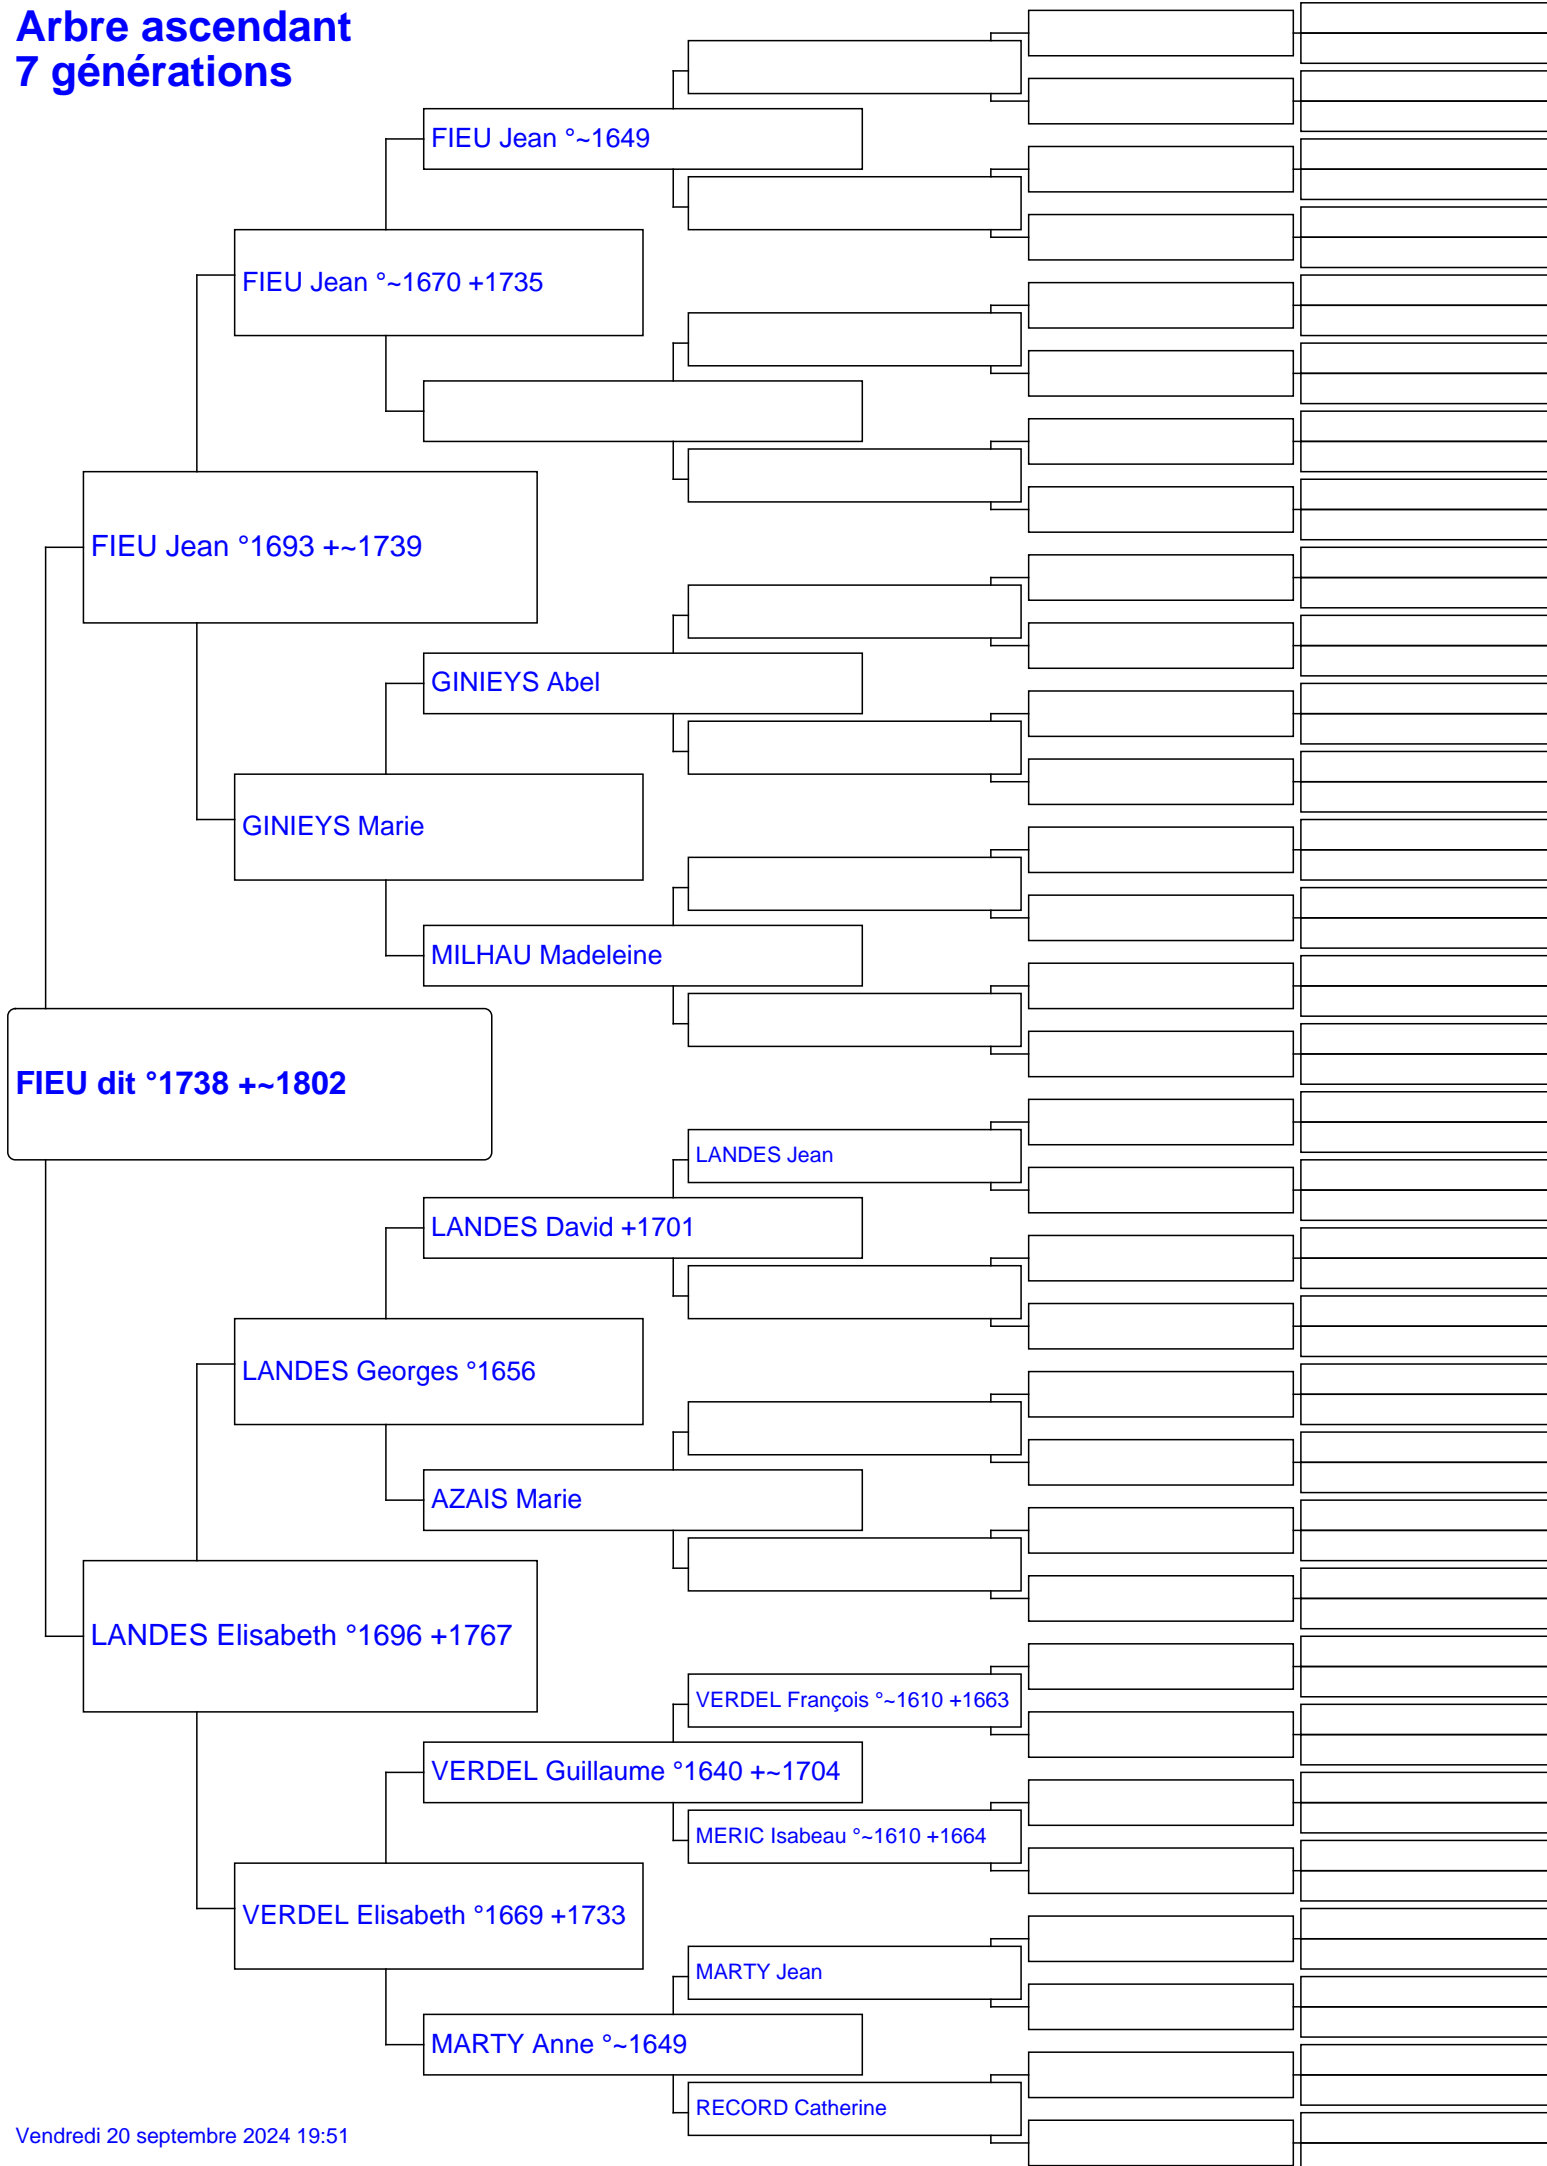 Arbre ascendant
7 générations
FIEU Jean °~1649
FIEU Jean °~1670 +1735
FIEU Jean °1693 +~1739
GINIEYS Abel
GINIEYS Marie
MILHAU Madeleine
FIEU dit °1738 +~1802
LANDES Jean
LANDES David +1701
LANDES Georges °1656
AZAIS Marie
LANDES Elisabeth °1696 +1767
VERDEL François °~1610 +1663
VERDEL Guillaume °1640 +~1704
MERIC Isabeau °~1610 +1664
VERDEL Elisabeth °1669 +1733
MARTY Jean
MARTY Anne °~1649
RECORD Catherine
Vendredi 20 septembre 2024 19:51